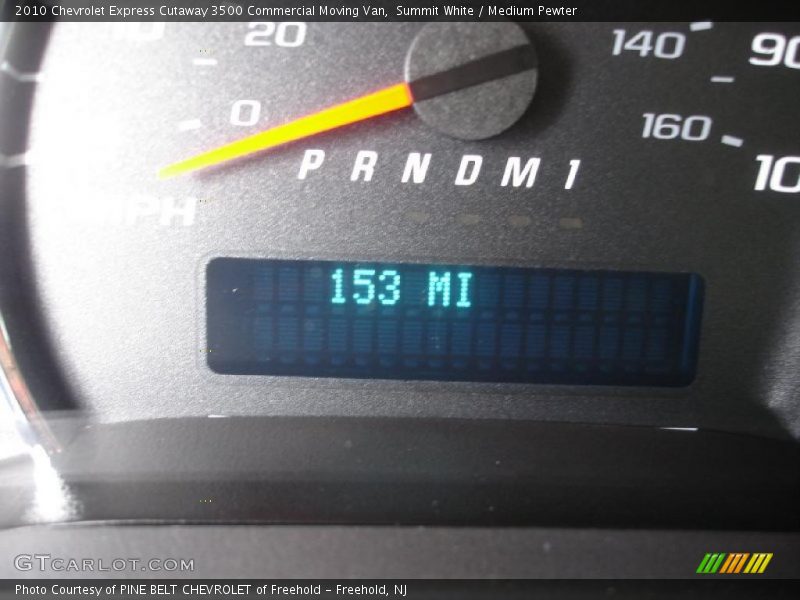 2010 Chevrolet Express Cutaway 3500 Commercial Moving Van, Summit White / Medium Pewter
20 140 90
0 160
P R N D M 1 10
MPH
153 MI
GTCARLOT.COM
Photo Courtesy of PINE BELT CHEVROLET of Freehold - Freehold, NJ